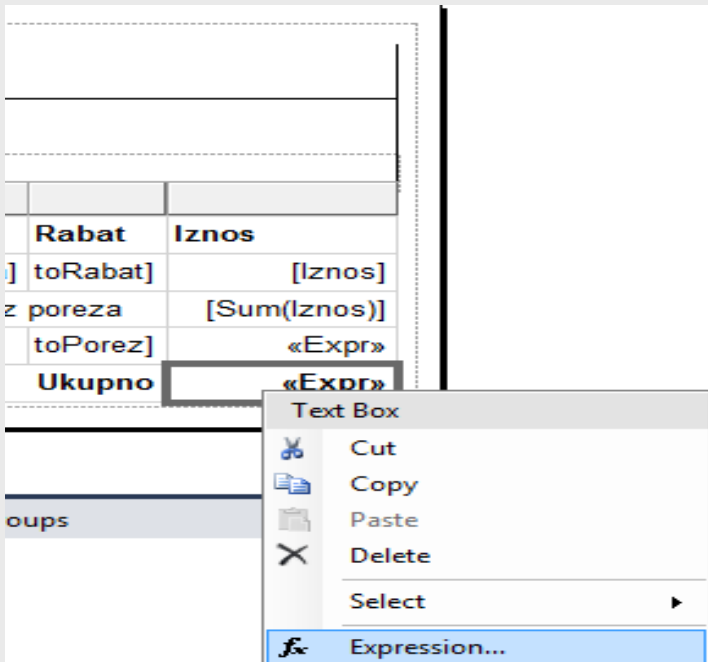 Rabat Iznos
] toRabat] [Iznos]
z poreza [Sum(Iznos)]
toPorez] «Expr»
Ukupno «Expr»
Text Box
Cut
Copy
oups Paste
Delete
Select
fx Expression...